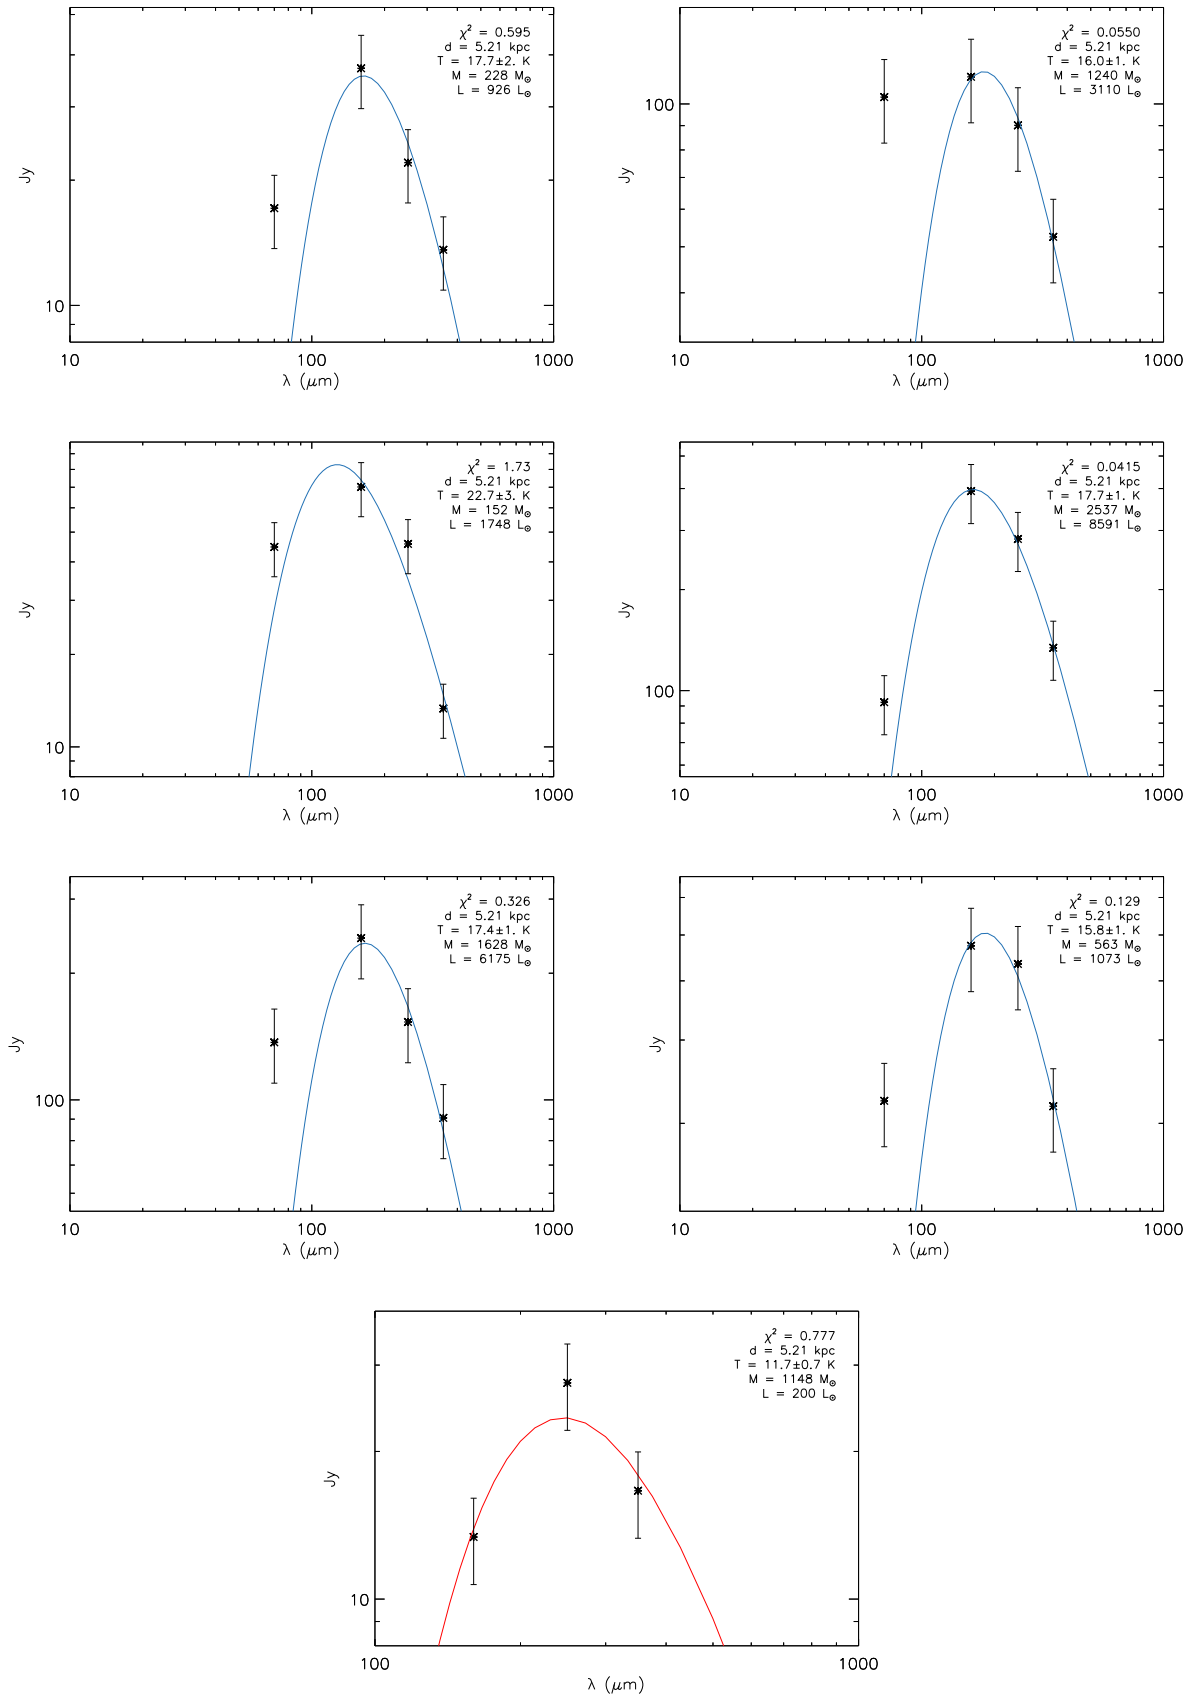 χ² = 0.595
d = 5.21 kpc
T = 17.7±2. K
M = 228 M⊙
L = 926 L⊙
Jy
10
10 100 1000
λ (μm)
χ² = 0.0550
d = 5.21 kpc
T = 16.0±1. K
M = 1240 M⊙
L = 3110 L⊙
Jy
100
10 100 1000
λ (μm)
χ² = 1.73
d = 5.21 kpc
T = 22.7±3. K
M = 152 M⊙
L = 1748 L⊙
Jy
10
10 100 1000
λ (μm)
χ² = 0.0415
d = 5.21 kpc
T = 17.7±1. K
M = 2537 M⊙
L = 8591 L⊙
Jy
100
10 100 1000
λ (μm)
χ² = 0.326
d = 5.21 kpc
T = 17.4±1. K
M = 1628 M⊙
L = 6175 L⊙
Jy
100
10 100 1000
λ (μm)
χ² = 0.129
d = 5.21 kpc
T = 15.8±1. K
M = 563 M⊙
L = 1073 L⊙
Jy
10 100 1000
λ (μm)
χ² = 0.777
d = 5.21 kpc
T = 11.7±0.7 K
M = 1148 M⊙
L = 200 L⊙
Jy
10
100 1000
λ (μm)